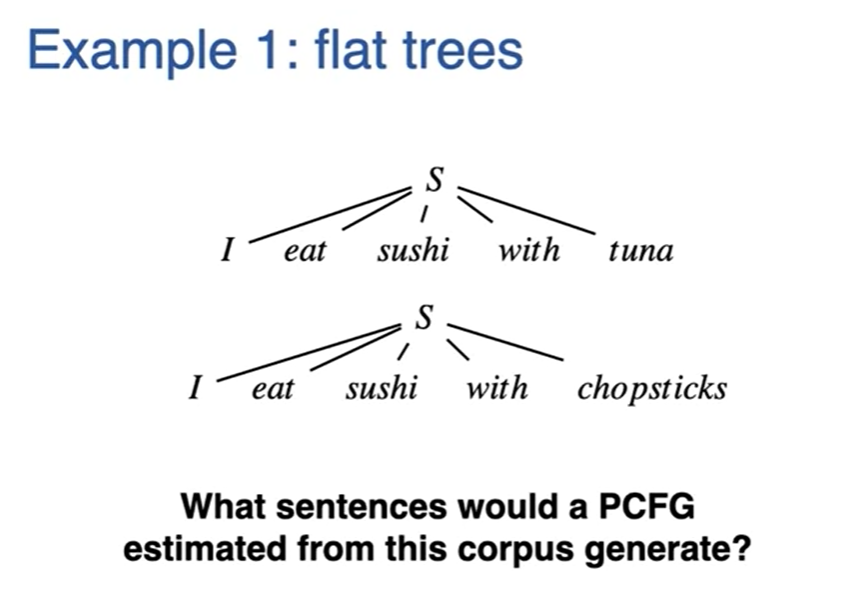 Example 1: flat trees
S
I eat sushi with tuna
S
I eat sushi with chopsticks
What sentences would a PCFG
estimated from this corpus generate?